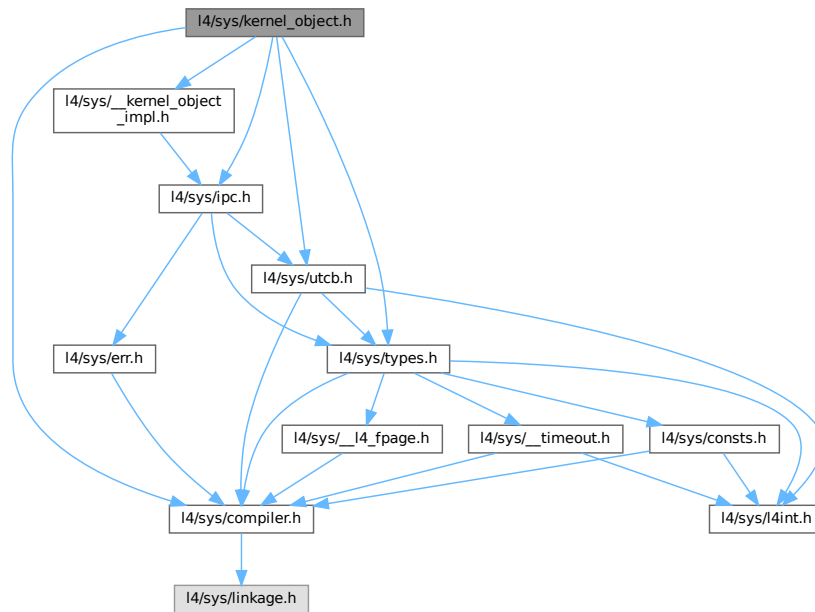 l4/sys/kernel_object.h
l4/sys/__kernel_object
_impl.h
l4/sys/ipc.h
l4/sys/utcb.h
l4/sys/err.h
l4/sys/types.h
l4/sys/__l4_fpage.h
l4/sys/__timeout.h
l4/sys/consts.h
l4/sys/compiler.h
l4/sys/l4int.h
l4/sys/linkage.h